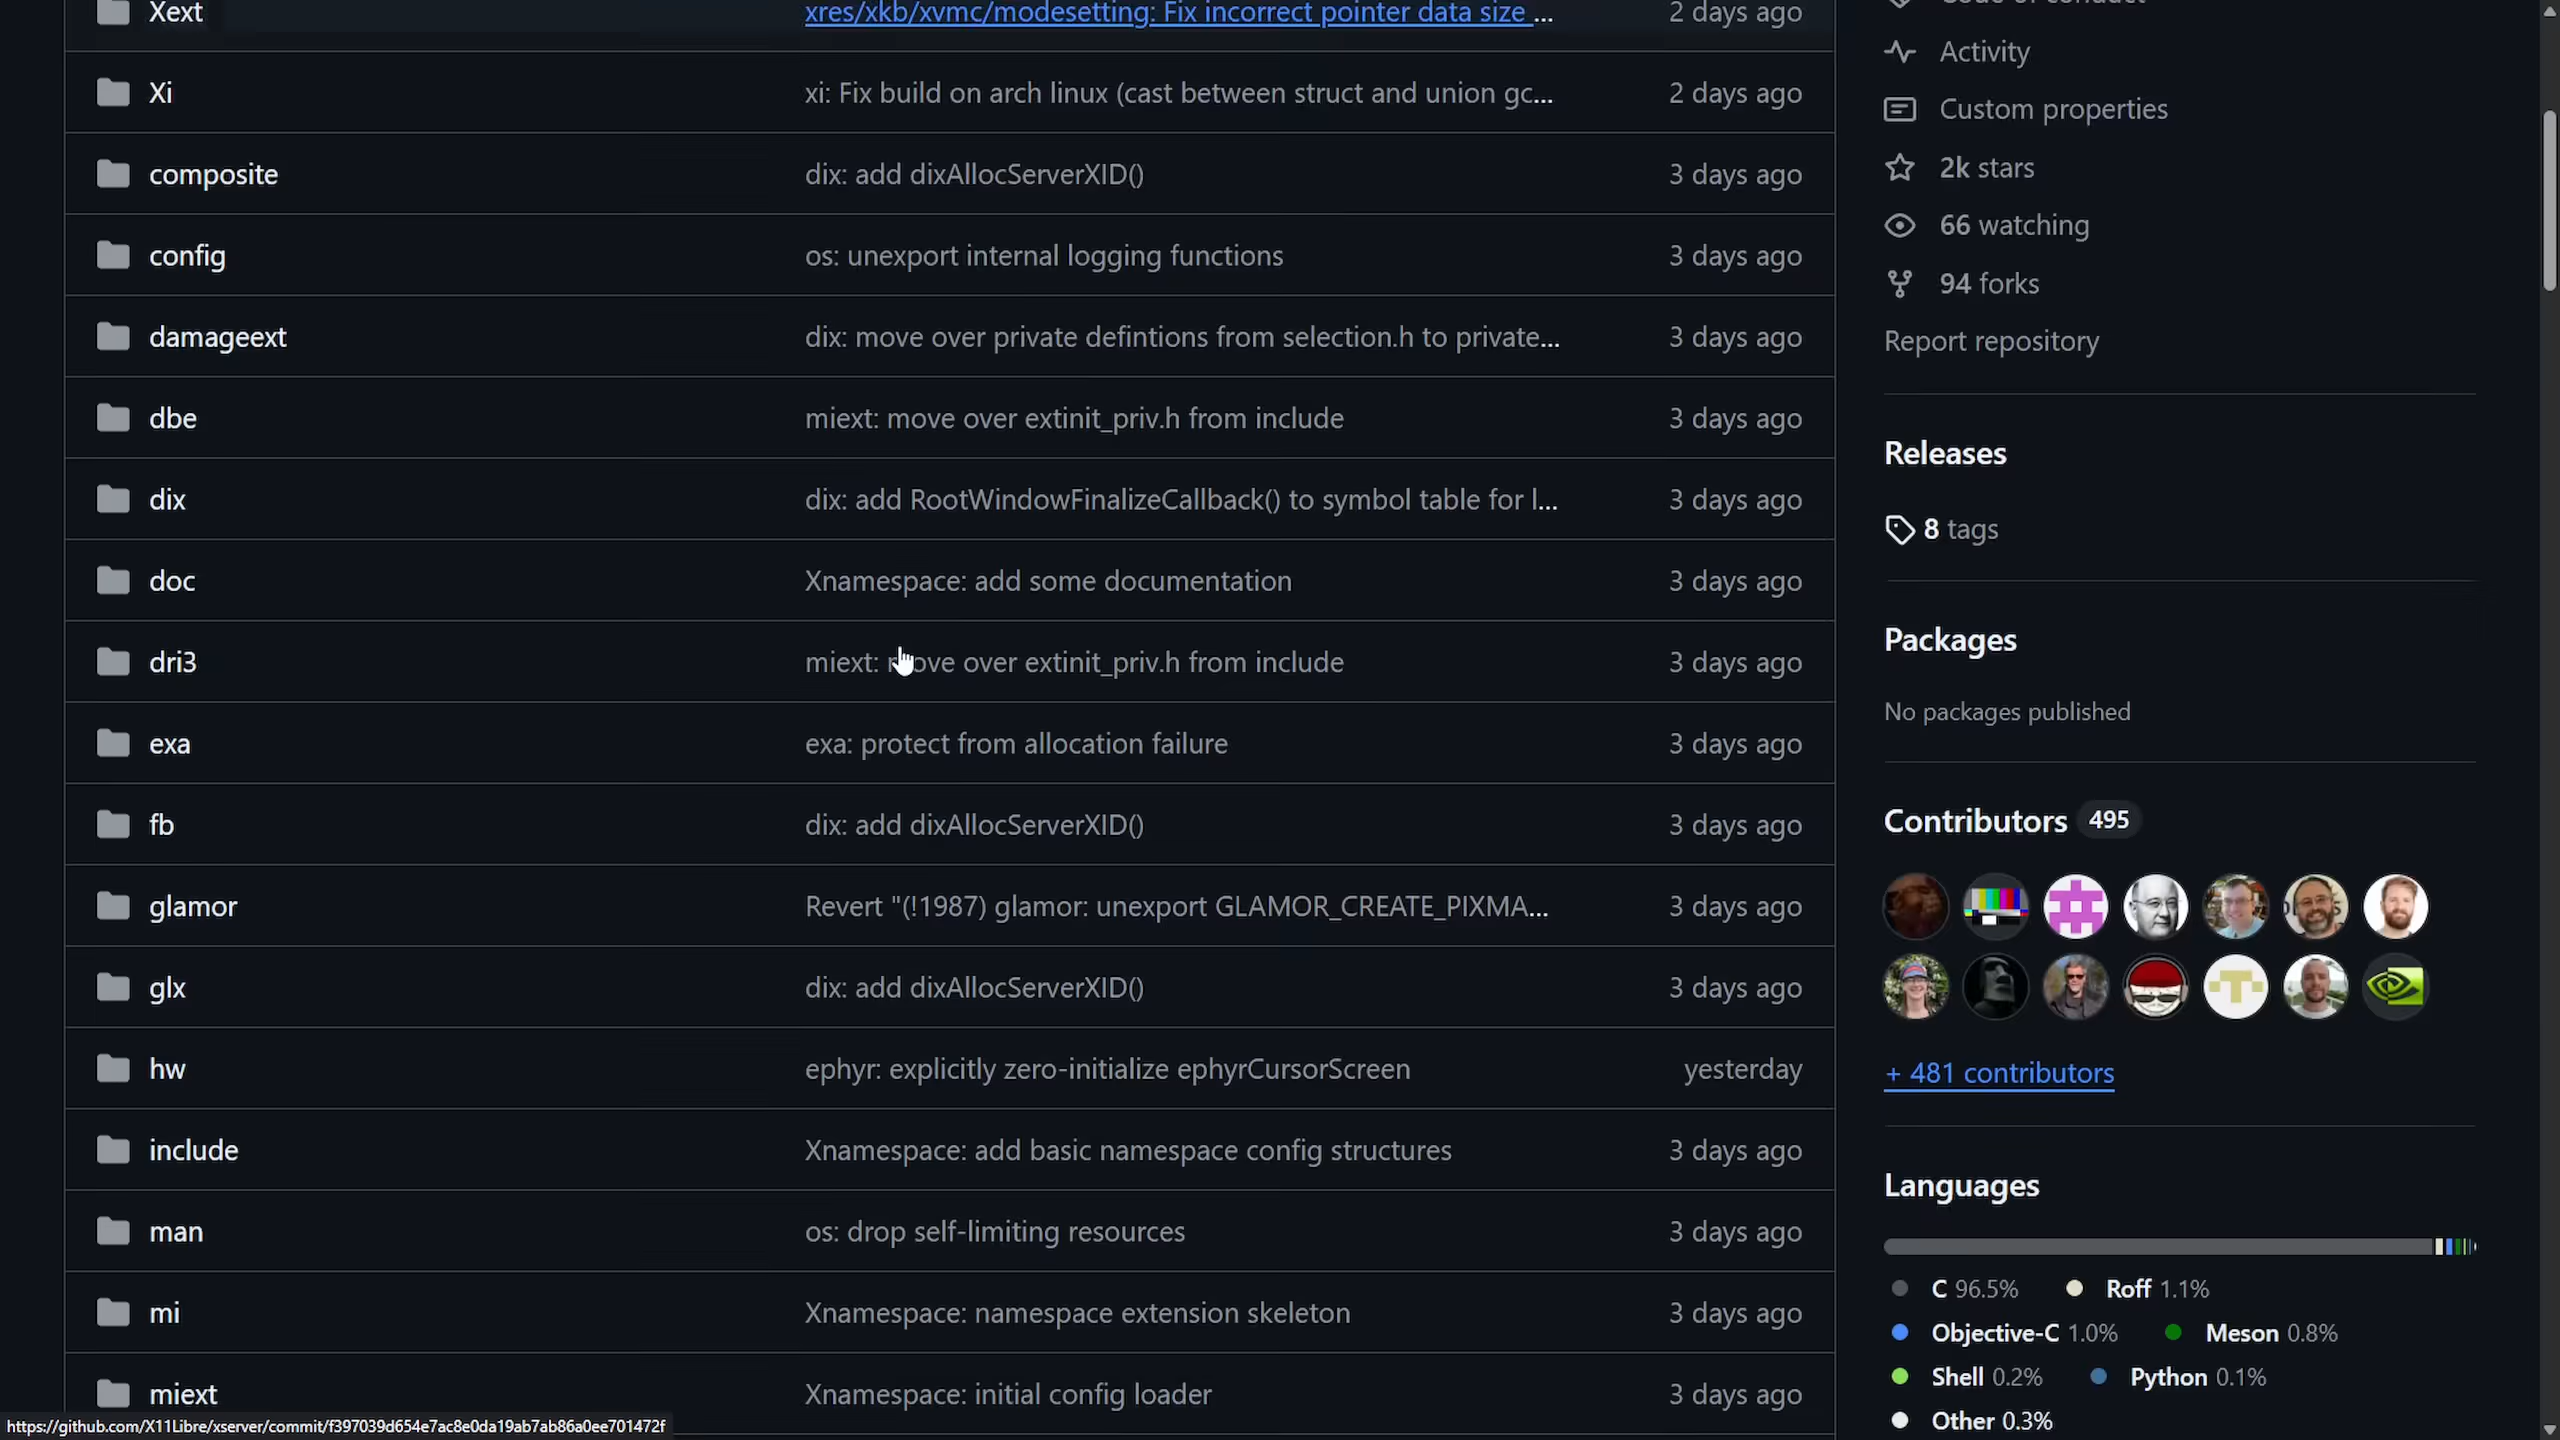 Xext xres/xkb/xvmc/modesetting: Fix incorrect pointer data size ... 2 days ago
Xi xi: Fix build on arch linux (cast between struct and union gc... 2 days ago
composite dix: add dixAllocServerXID() 3 days ago
config os: unexport internal logging functions 3 days ago
damageext dix: move over private defintions from selection.h to private... 3 days ago
dbe miext: move over extinit_priv.h from include 3 days ago
dix dix: add RootWindowFinalizeCallback() to symbol table for l... 3 days ago
doc Xnamespace: add some documentation 3 days ago
dri3 miext: move over extinit_priv.h from include 3 days ago
exa exa: protect from allocation failure 3 days ago
fb dix: add dixAllocServerXID() 3 days ago
glamor Revert "(!1987) glamor: unexport GLAMOR_CREATE_PIXMA... 3 days ago
glx dix: add dixAllocServerXID() 3 days ago
hw ephyr: explicitly zero-initialize ephyrCursorScreen yesterday
include Xnamespace: add basic namespace config structures 3 days ago
man os: drop self-limiting resources 3 days ago
mi Xnamespace: namespace extension skeleton 3 days ago
miext Xnamespace: initial config loader 3 days ago
https://github.com/X11Libre/xserver/commit/f397039d654e7ac8e0da19ab7ab86a0ee701472f
Code of conduct
Activity
Custom properties
2k stars
66 watching
94 forks
Report repository
Releases
8 tags
Packages
No packages published
Contributors 495
+ 481 contributors
Languages
C 96.5% Roff 1.1%
Objective-C 1.0% Meson 0.8%
Shell 0.2% Python 0.1%
Other 0.3%